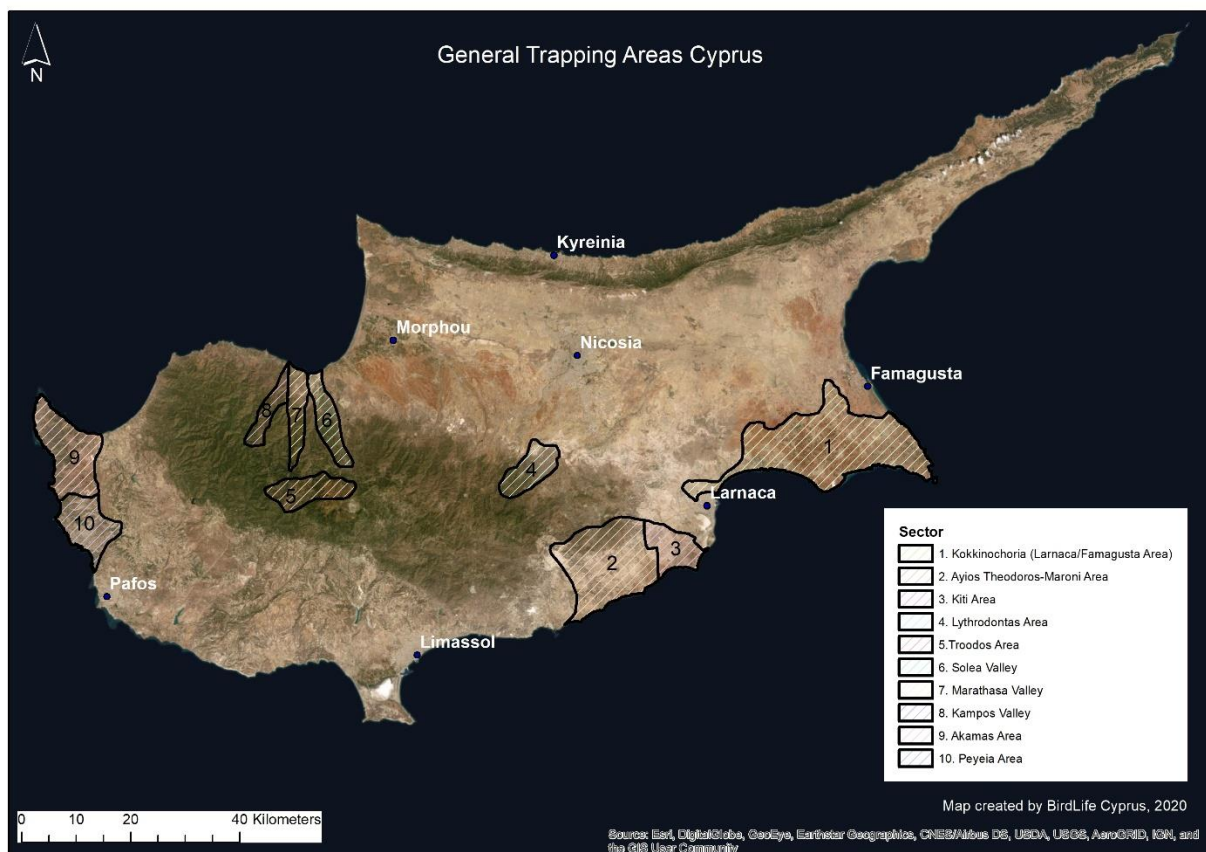 General Trapping Areas Cyprus
N
Kyreinia
Morphou
Nicosia
Famagusta
8
7
6
9
1
4
5
Larnaca
10
2
3
Pafos
Limassol
Sector
1. Kokkinochoria (Larnaca/Famagusta Area)
2. Ayios Theodoros-Maroni Area
3. Kiti Area
4. Lythrodontas Area
5.Troodos Area
6. Solea Valley
7. Marathasa Valley
8. Kampos Valley
9. Akamas Area
10. Peyeia Area
Map created by BirdLife Cyprus, 2020
0 10 20 40 Kilometers
Source: Esri, DigitalGlobe, GeoEye, Earthstar Geographics, CNES/Airbus DS, USDA, USGS, AeroGRID, IGN, and
the GIS User Community